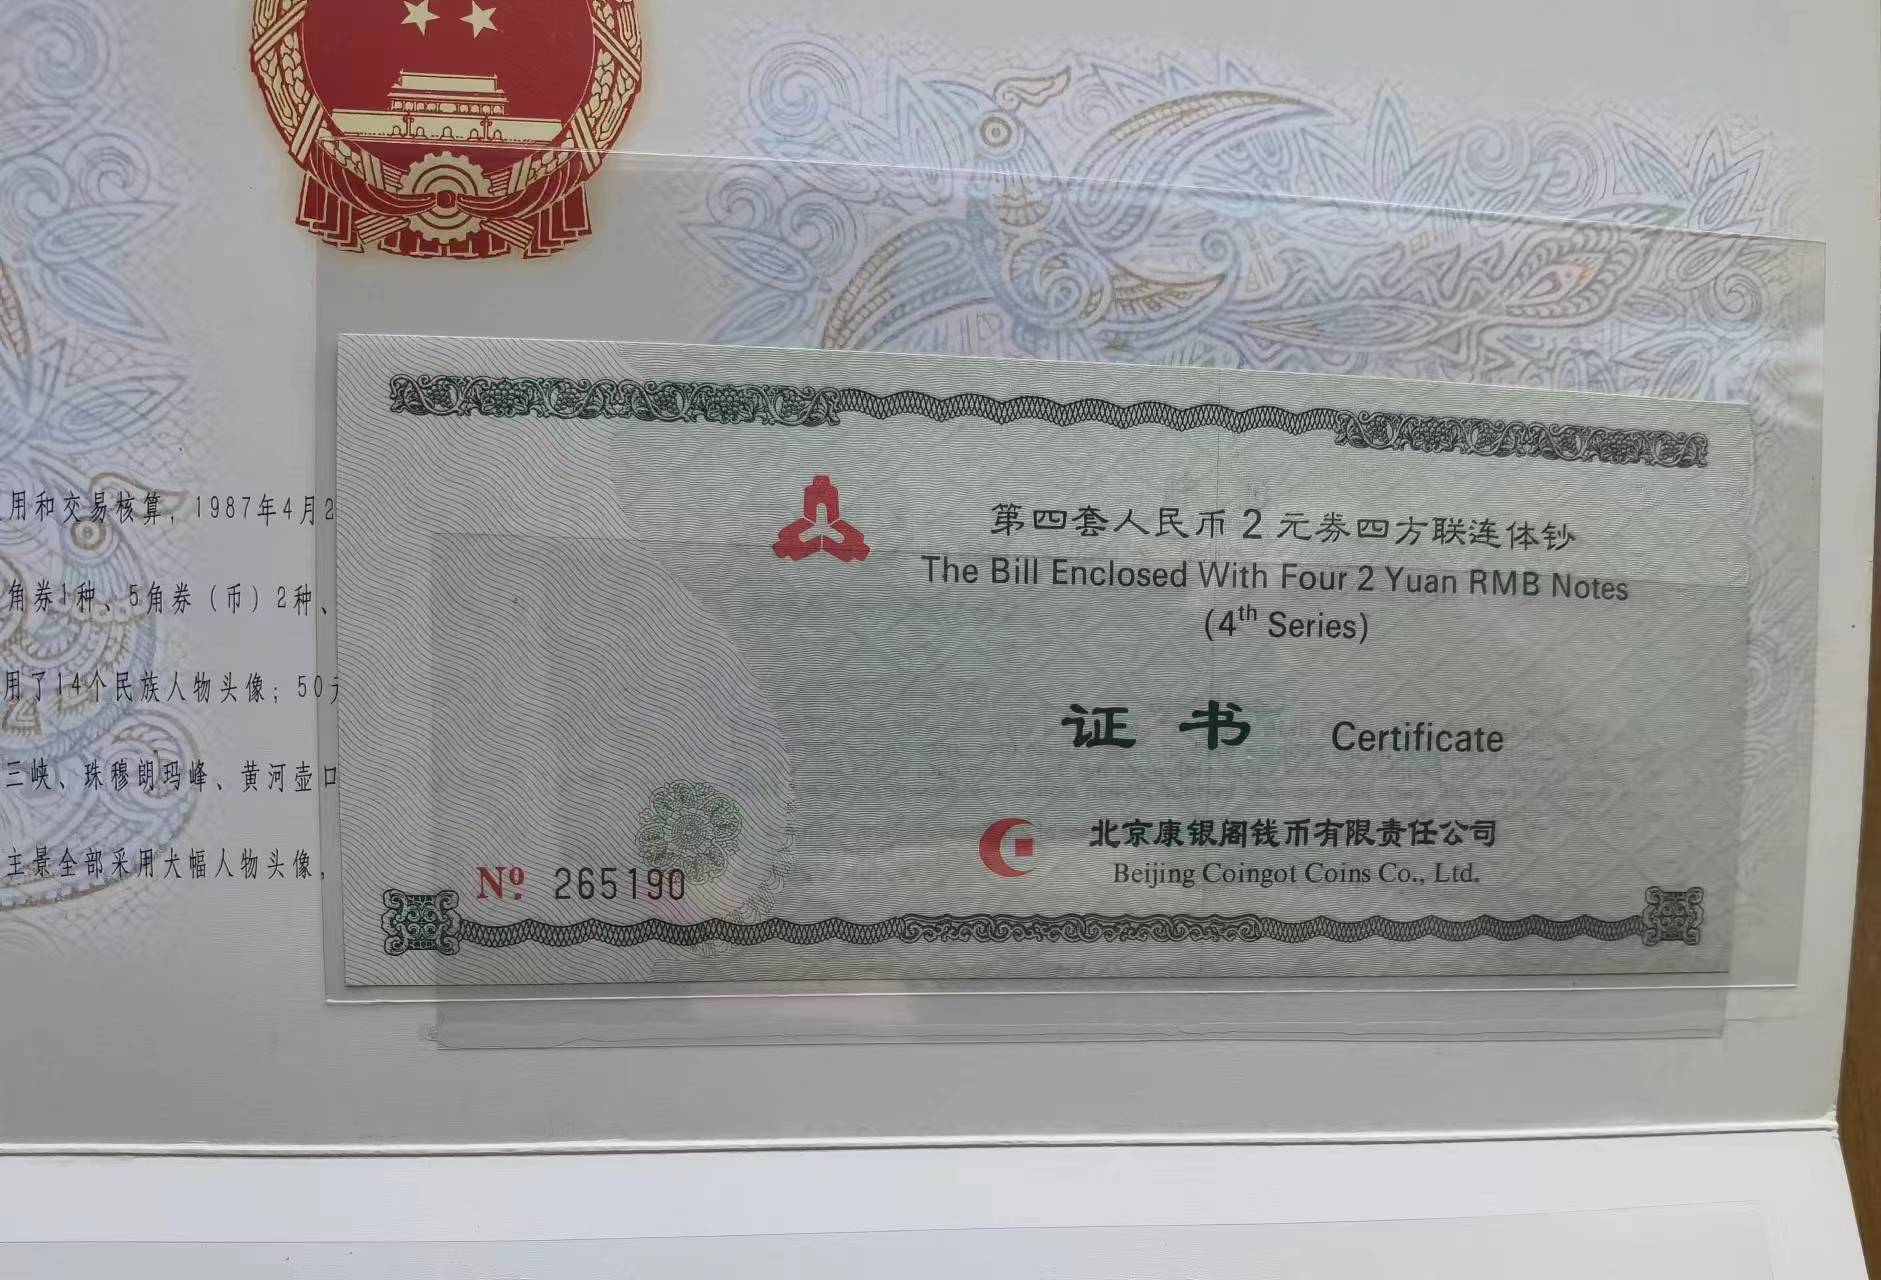 用和交易核算，1987年4月2
角券1种、5角券（币）2种、
用了14个民族人物头像；50
三峡、珠穆朗玛峰、黄河壶口
主景全部采用大幅人物头像，
第四套人民币2元券四方联连体钞
The Bill Enclosed With Four 2 Yuan RMB Notes
(4th Series)
证书 Certificate
北京康银阁钱币有限责任公司
Beijing Coingot Coins Co., Ltd.
Nº 265190